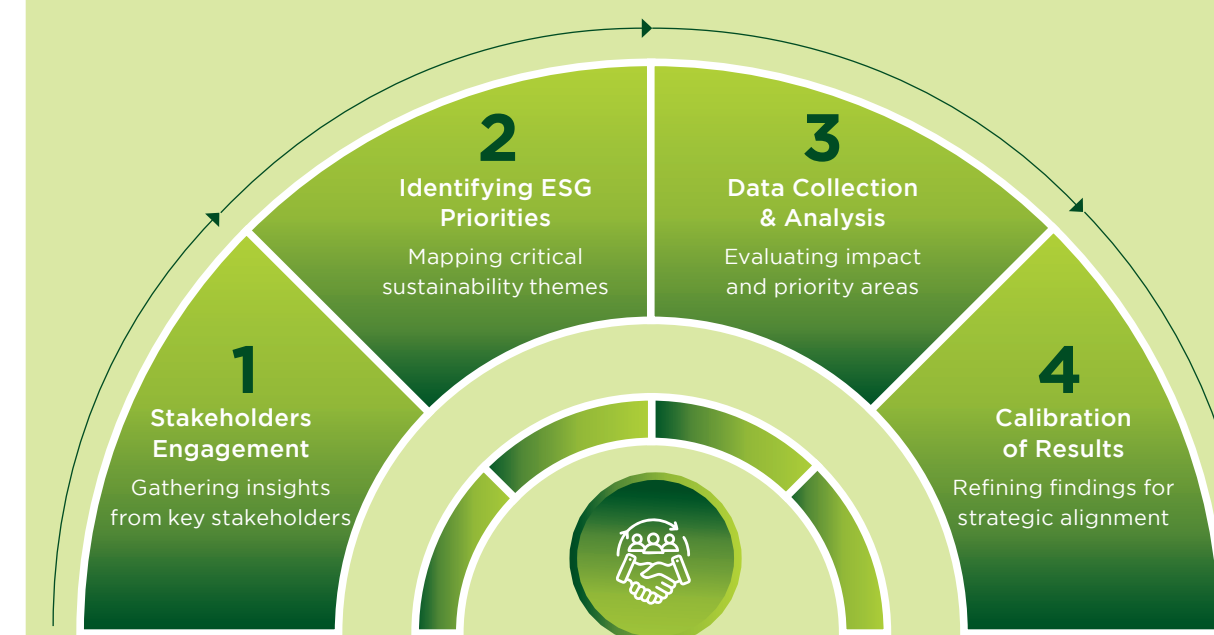 1
Stakeholders
Engagement
Gathering insights
from key stakeholders
2
Identifying ESG
Priorities
Mapping critical
sustainability themes
3
Data Collection
& Analysis
Evaluating impact
and priority areas
4
Calibration
of Results
Refining findings for
strategic alignment